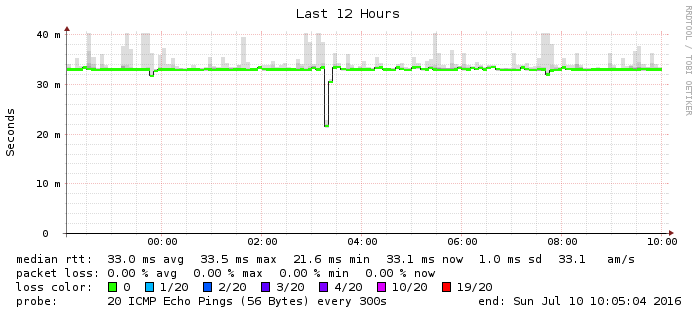 Last 12 Hours
RRDTOOL / TOBI OETIKER
Seconds
40 m
30 m
20 m
10 m
0
00:00 02:00 04:00 06:00 08:00 10:00
median rtt: 33.0 ms avg 33.5 ms max 21.6 ms min 33.1 ms now 1.0 ms sd 33.1 am/s
packet loss: 0.00 % avg 0.00 % max 0.00 % min 0.00 % now
loss color: 0 1/20 2/20 3/20 4/20 10/20 19/20
probe: 20 ICMP Echo Pings (56 Bytes) every 300s end: Sun Jul 10 10:05:04 2016